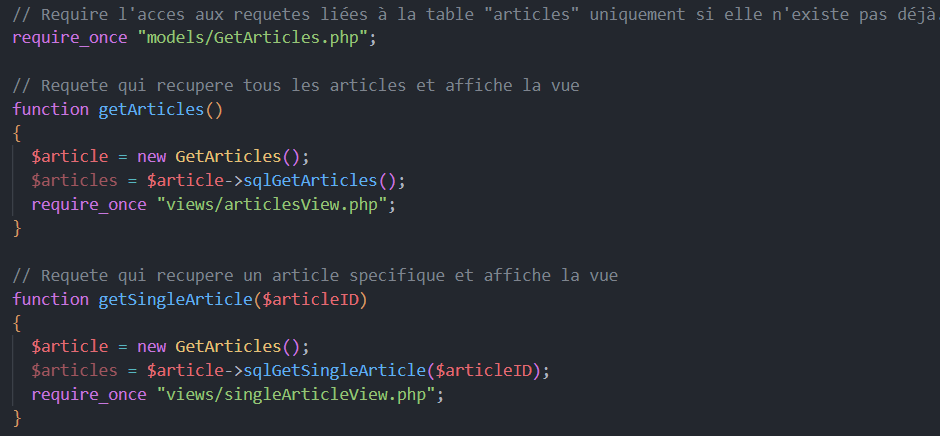 // Require l'acces aux requetes liées à la table "articles" uniquement si elle n'existe pas déjà.
require_once "models/GetArticles.php";
// Requete qui recupere tous les articles et affiche la vue
function getArticles()
{
$article = new GetArticles();
$articles = $article->sqlGetArticles();
require_once "views/articlesView.php";
}
// Requete qui recupere un article specifique et affiche la vue
function getSingleArticle($articleID)
{
$article = new GetArticles();
$articles = $article->sqlGetSingleArticle($articleID);
require_once "views/singleArticleView.php";
}